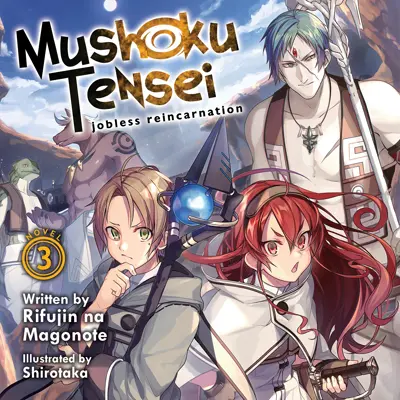 Mushoku
Tensei
jobless reincarnation
NOVEL
3
Written by
Rifujin na
Magonote
Illustrated by
Shirotaka